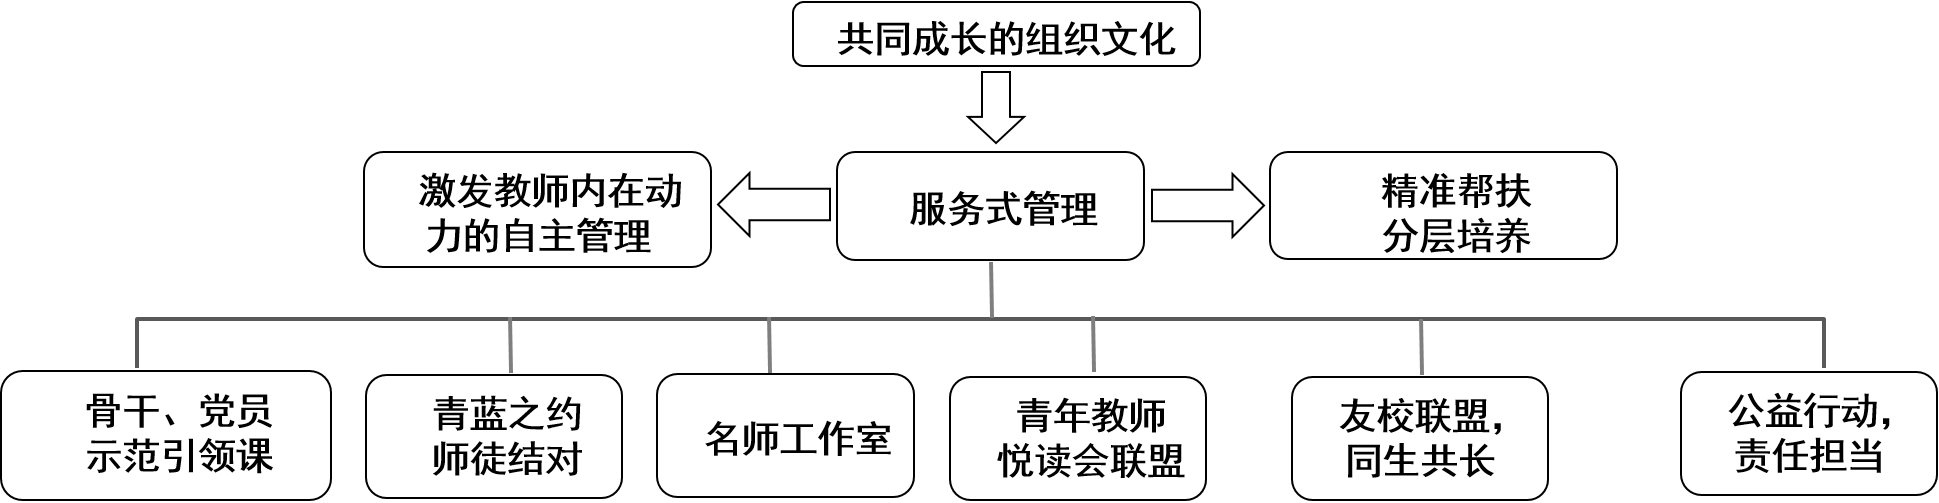 共同成长的组织文化
激发教师内在动
力的自主管理
服务式管理
精准帮扶
分层培养
骨干、党员
示范引领课
青蓝之约
师徒结对
名师工作室
青年教师
悦读会联盟
友校联盟，
同生共长
公益行动，
责任担当